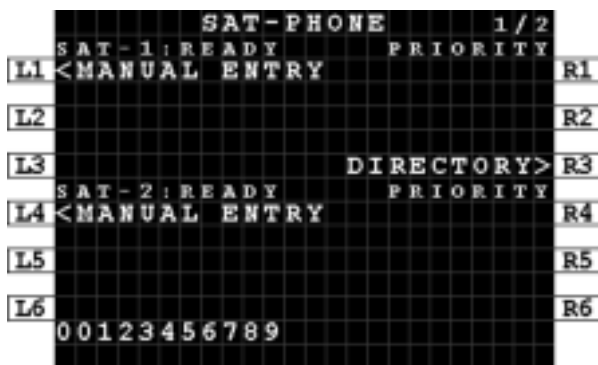 SAT-PHONE 1/2
SAT-1:READY PRIORITY
L1 <MANUAL ENTRY R1
L2 R2
L3 DIRECTORY> R3
SAT-2:READY PRIORITY
L4 <MANUAL ENTRY R4
L5 R5
L6 R6
00123456789